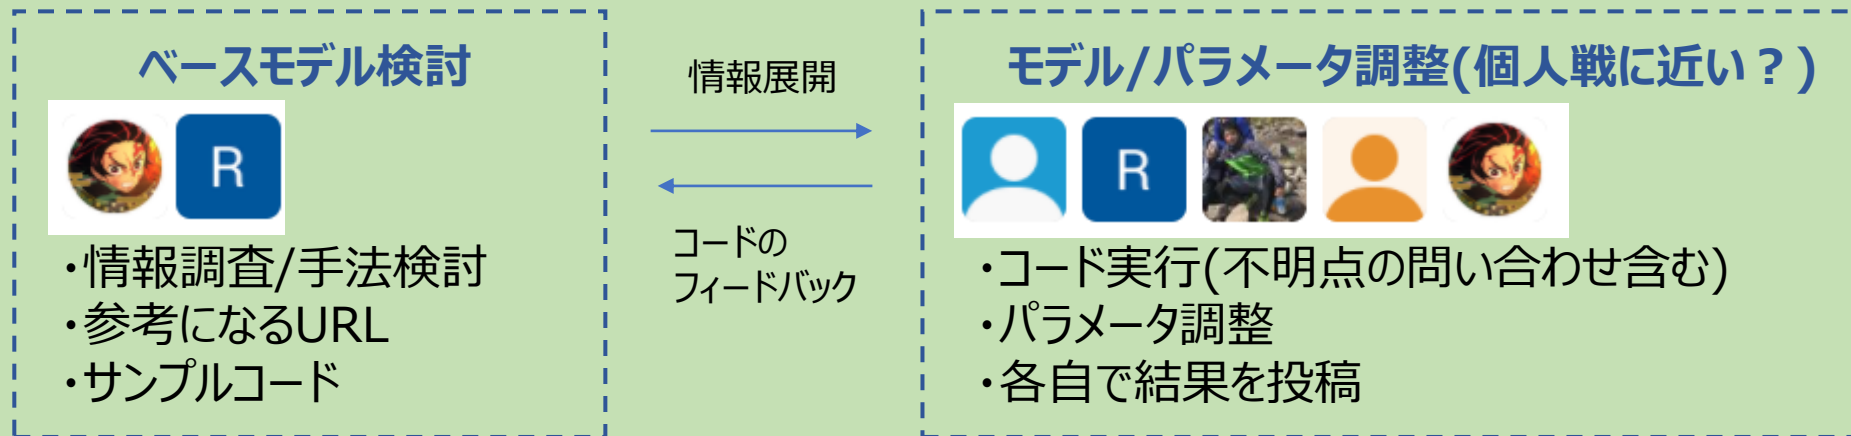 ベースモデル検討
R
・情報調査/手法検討
・参考になるURL
・サンプルコード
情報展開
コードの
フィードバック
モデル/パラメータ調整(個人戦に近い？)
R
・コード実行(不明点の問い合わせ含む)
・パラメータ調整
・各自で結果を投稿